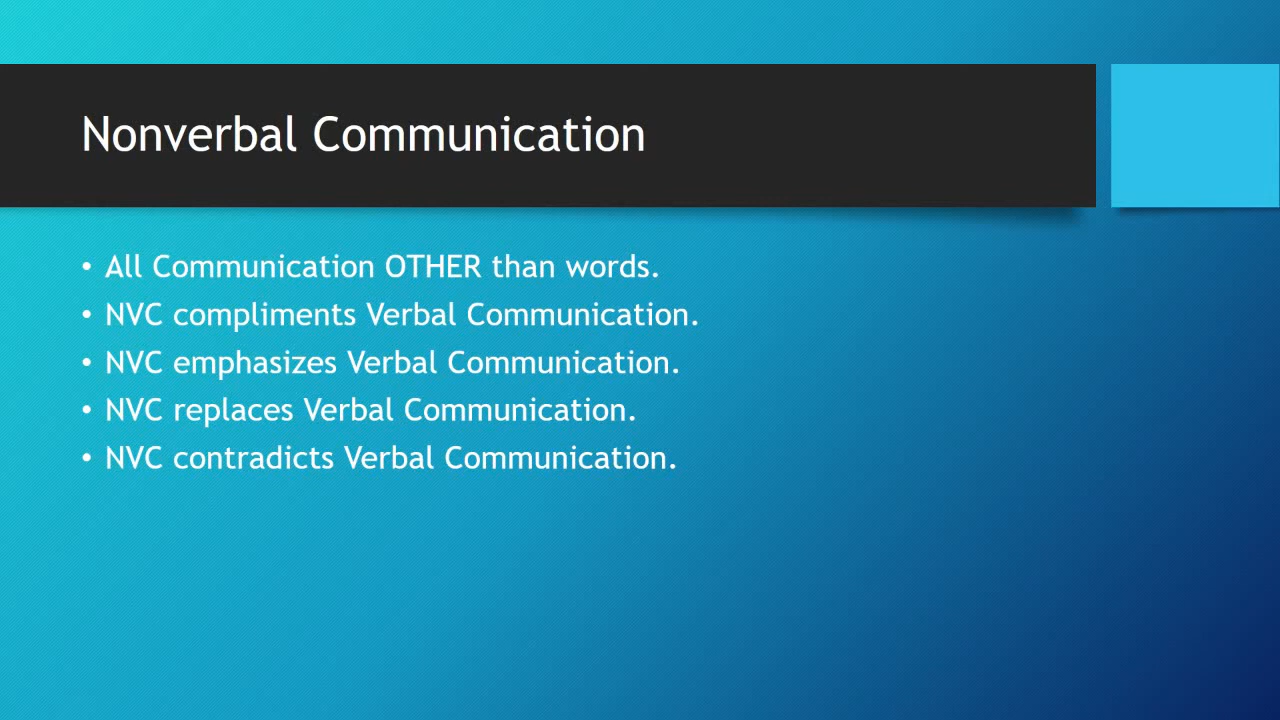 Nonverbal Communication
• All Communication OTHER than words.
• NVC compliments Verbal Communication.
• NVC emphasizes Verbal Communication.
• NVC replaces Verbal Communication.
• NVC contradicts Verbal Communication.